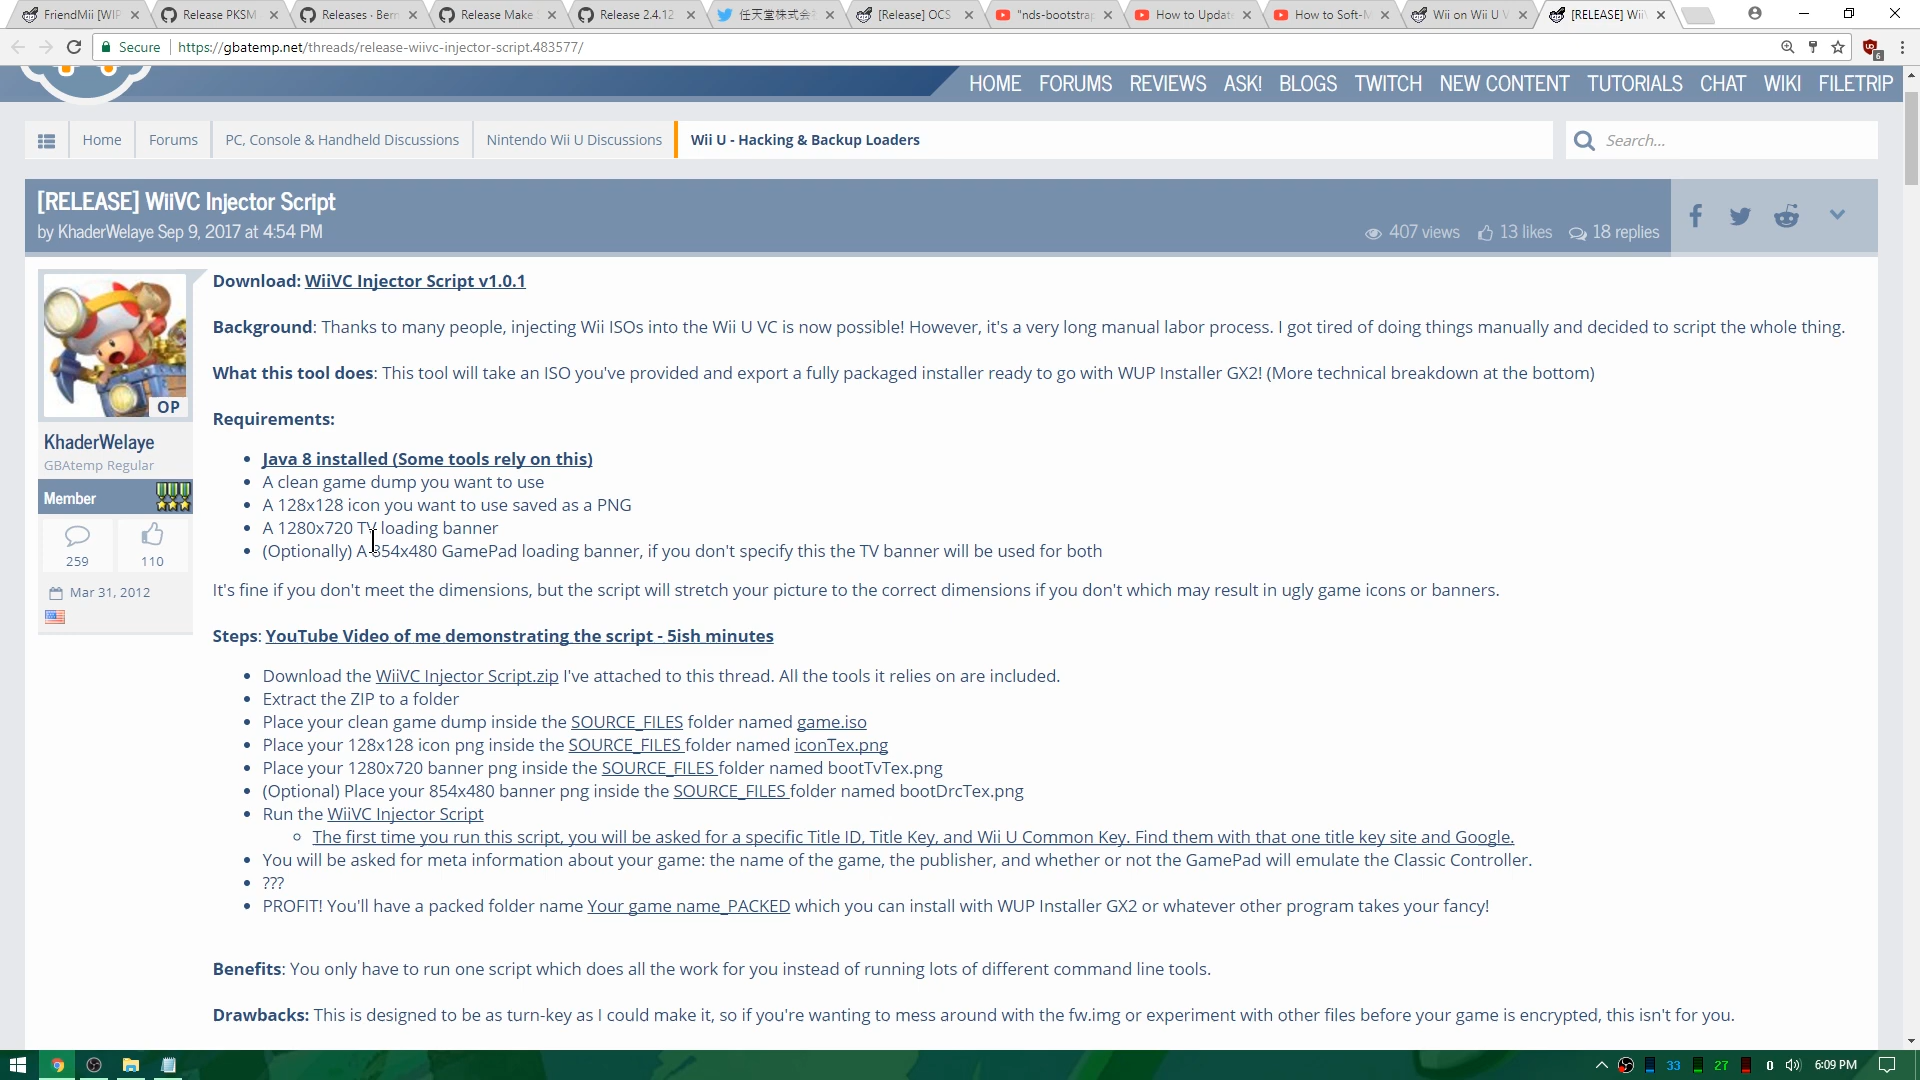 FriendMii [WIP
Release PKSM
Releases · Bern
Release Make
Release 2.4.12
任天堂株式会
[Release] OCS
"nds-bootstrap
How to Update
How to Soft-M
Wii on Wii U V
[RELEASE] Wii
Secure
https://gbatemp.net/threads/release-wiivc-injector-script.483577/
6
HOME FORUMS REVIEWS ASK! BLOGS TWITCH NEW CONTENT TUTORIALS CHAT WIKI FILETRIP
Home Forums PC, Console & Handheld Discussions Nintendo Wii U Discussions Wii U - Hacking & Backup Loaders Search...
[RELEASE] WiiVC Injector Script
by KhaderWelaye Sep 9, 2017 at 4:54 PM
407 views 13 likes 18 replies
OP
KhaderWelaye
GBAtemp Regular
Member
259 110
Mar 31, 2012
Download: WiiVC Injector Script v1.0.1
Background: Thanks to many people, injecting Wii ISOs into the Wii U VC is now possible! However, it's a very long manual labor process. I got tired of doing things manually and decided to script the whole thing.
What this tool does: This tool will take an ISO you've provided and export a fully packaged installer ready to go with WUP Installer GX2! (More technical breakdown at the bottom)
Requirements:
• Java 8 installed (Some tools rely on this)
• A clean game dump you want to use
• A 128x128 icon you want to use saved as a PNG
• A 1280x720 TV loading banner
• (Optionally) A 854x480 GamePad loading banner, if you don't specify this the TV banner will be used for both
It's fine if you don't meet the dimensions, but the script will stretch your picture to the correct dimensions if you don't which may result in ugly game icons or banners.
Steps: YouTube Video of me demonstrating the script - 5ish minutes
• Download the WiiVC Injector Script.zip I've attached to this thread. All the tools it relies on are included.
• Extract the ZIP to a folder
• Place your clean game dump inside the SOURCE_FILES folder named game.iso
• Place your 128x128 icon png inside the SOURCE_FILES folder named iconTex.png
• Place your 1280x720 banner png inside the SOURCE_FILES folder named bootTvTex.png
• (Optional) Place your 854x480 banner png inside the SOURCE_FILES folder named bootDrcTex.png
• Run the WiiVC Injector Script
The first time you run this script, you will be asked for a specific Title ID, Title Key, and Wii U Common Key. Find them with that one title key site and Google.
• You will be asked for meta information about your game: the name of the game, the publisher, and whether or not the GamePad will emulate the Classic Controller.
• ???
• PROFIT! You'll have a packed folder name Your game name_PACKED which you can install with WUP Installer GX2 or whatever other program takes your fancy!
Benefits: You only have to run one script which does all the work for you instead of running lots of different command line tools.
Drawbacks: This is designed to be as turn-key as I could make it, so if you're wanting to mess around with the fw.img or experiment with other files before your game is encrypted, this isn't for you.
33 27 0 6:09 PM